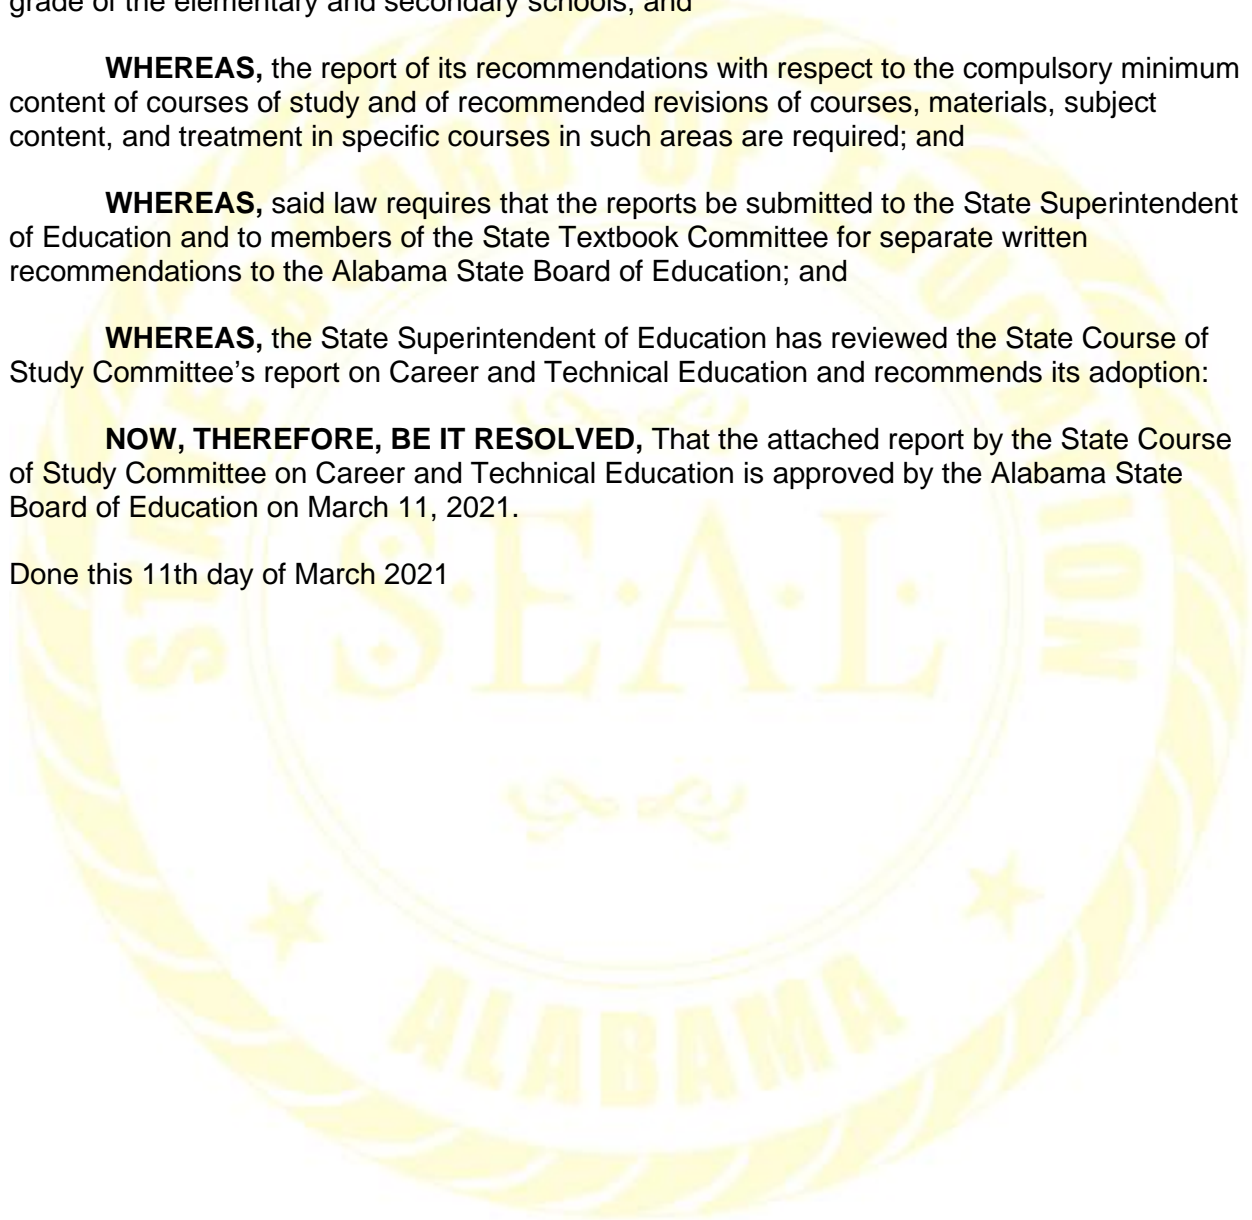 grade of the elementary and secondary schools; and
WHEREAS, the report of its recommendations with respect to the compulsory minimum
content of courses of study and of recommended revisions of courses, materials, subject
content, and treatment in specific courses in such areas are required; and
WHEREAS, said law requires that the reports be submitted to the State Superintendent
of Education and to members of the State Textbook Committee for separate written
recommendations to the Alabama State Board of Education; and
WHEREAS, the State Superintendent of Education has reviewed the State Course of
Study Committee’s report on Career and Technical Education and recommends its adoption:
NOW, THEREFORE, BE IT RESOLVED, That the attached report by the State Course
of Study Committee on Career and Technical Education is approved by the Alabama State
Board of Education on March 11, 2021.
Done this 11th day of March 2021
STATE BOARD OF EDUCATION
S·E·A·L·
ALABAMA